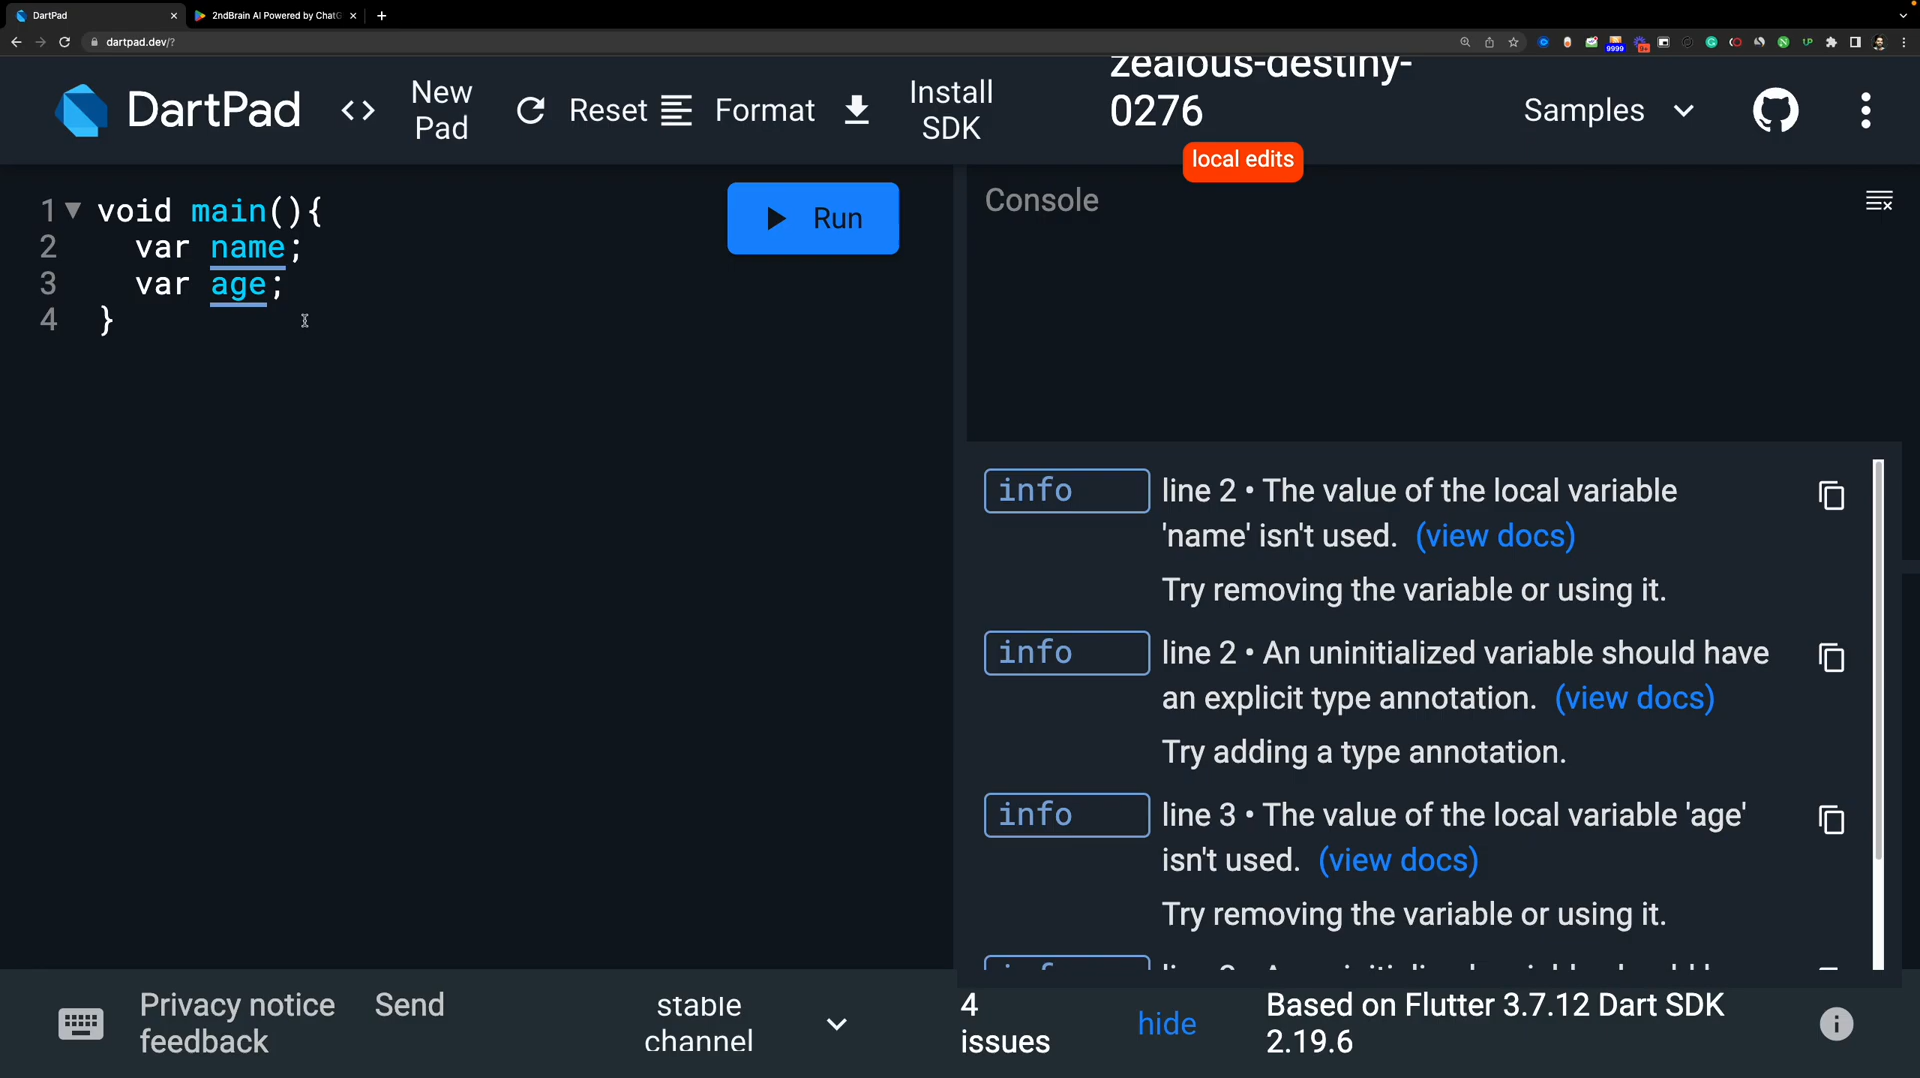 DartPad
2ndBrain AI Powered by ChatG
dartpad.dev/?
9999
9+
UP
DartPad
<> New Pad
Reset
Format
Install SDK
zealous-destiny-
0276
local edits
Samples
1 void main(){
2 var name;
3 var age;
4 }
Run
Console
info line 2 • The value of the local variable
'name' isn't used. (view docs)
Try removing the variable or using it.
info line 2 • An uninitialized variable should have
an explicit type annotation. (view docs)
Try adding a type annotation.
info line 3 • The value of the local variable 'age'
isn't used. (view docs)
Try removing the variable or using it.
Privacy notice Send
feedback
stable
channel
4
issues
hide
Based on Flutter 3.7.12 Dart SDK
2.19.6